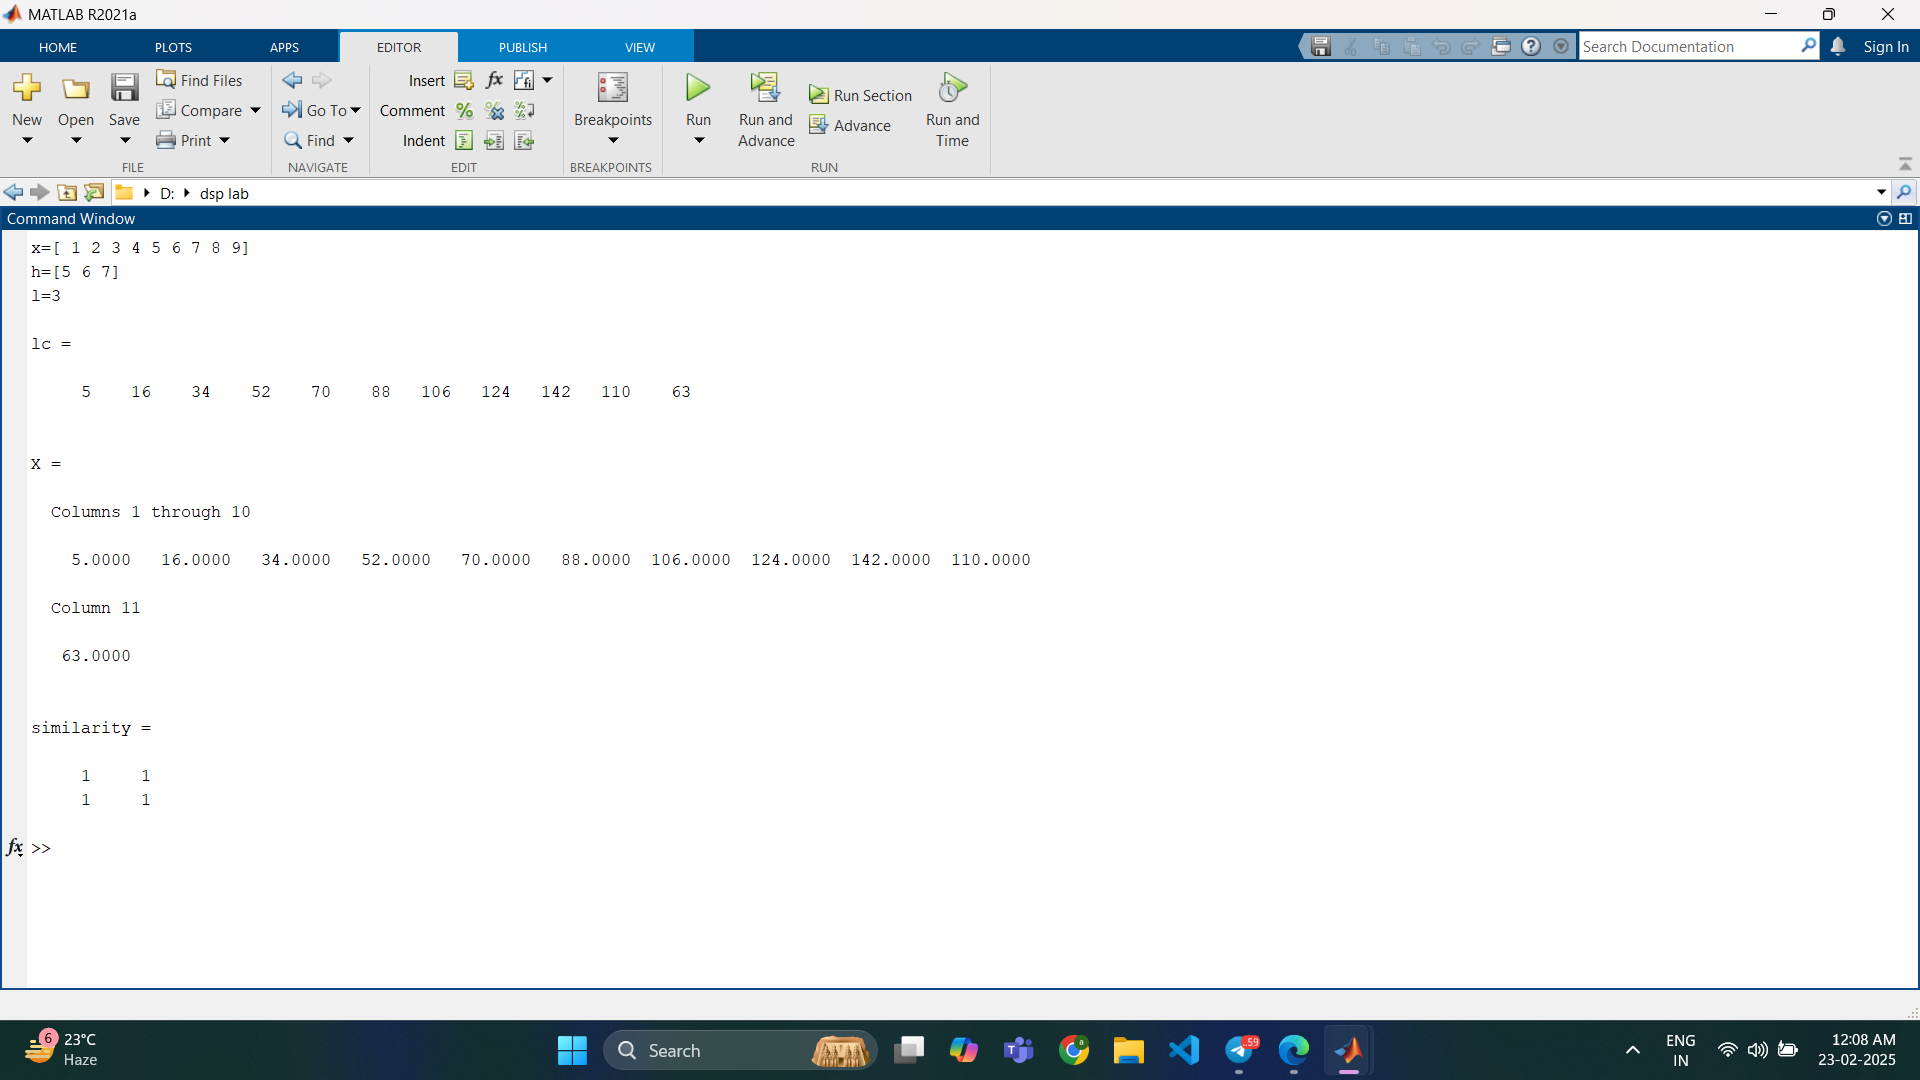 MATLAB R2021a
HOME PLOTS APPS EDITOR PUBLISH VIEW Search Documentation Sign In
New Open Save Find Files Compare Print
Go To Find
Insert fx
Comment
Indent
Breakpoints
Run Run and Advance Run Section Advance Run and Time
FILE NAVIGATE EDIT BREAKPOINTS RUN
D: dsp lab
Command Window
x=[ 1 2 3 4 5 6 7 8 9]
h=[5 6 7]
l=3
lc =
5 16 34 52 70 88 106 124 142 110 63
X =
Columns 1 through 10
5.0000 16.0000 34.0000 52.0000 70.0000 88.0000 106.0000 124.0000 142.0000 110.0000
Column 11
63.0000
similarity =
1 1
1 1
fx >>
6 23°C
Haze
Search
59
ENG
IN
12:08 AM
23-02-2025